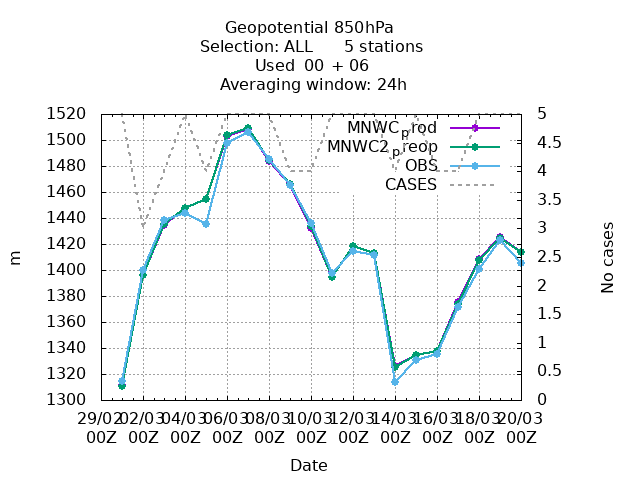 Geopotential 850hPa
Selection: ALL 5 stations
Used 00 + 06
Averaging window: 24h
MNWC_prod
MNWC2_preop
OBS
CASES
1520
1500
1480
1460
1440
1420
1400
1380
1360
1340
1320
1300
m
5
4.5
4
3.5
3
2.5
2
1.5
1
0.5
0
No cases
29/02 02/03 04/03 06/03 08/03 10/03 12/03 14/03 16/03 18/03 20/03
00Z 00Z 00Z 00Z 00Z 00Z 00Z 00Z 00Z 00Z 00Z
Date